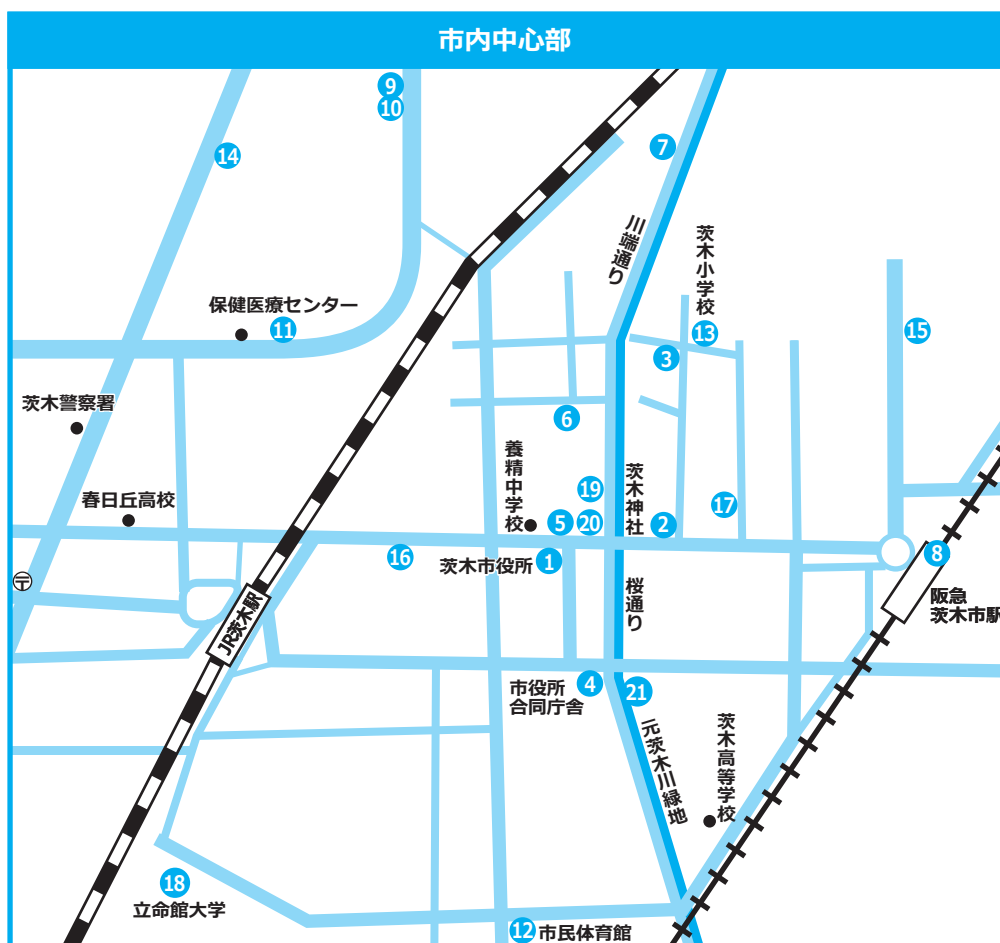 市内中心部
9
10
14
7
川端通り
茨木小学校
保健医療センター
11
13
15
3
茨木警察署
6
養精中学校
茨木神社
19
17
春日丘高校
5
20
2
16
茨木市役所
1
8
〒
桜通り
阪急
茨木市駅
JR茨木駅
市役所
合同庁舎
4
21
元茨木川緑地
茨木高等学校
18
立命館大学
12
市民体育館